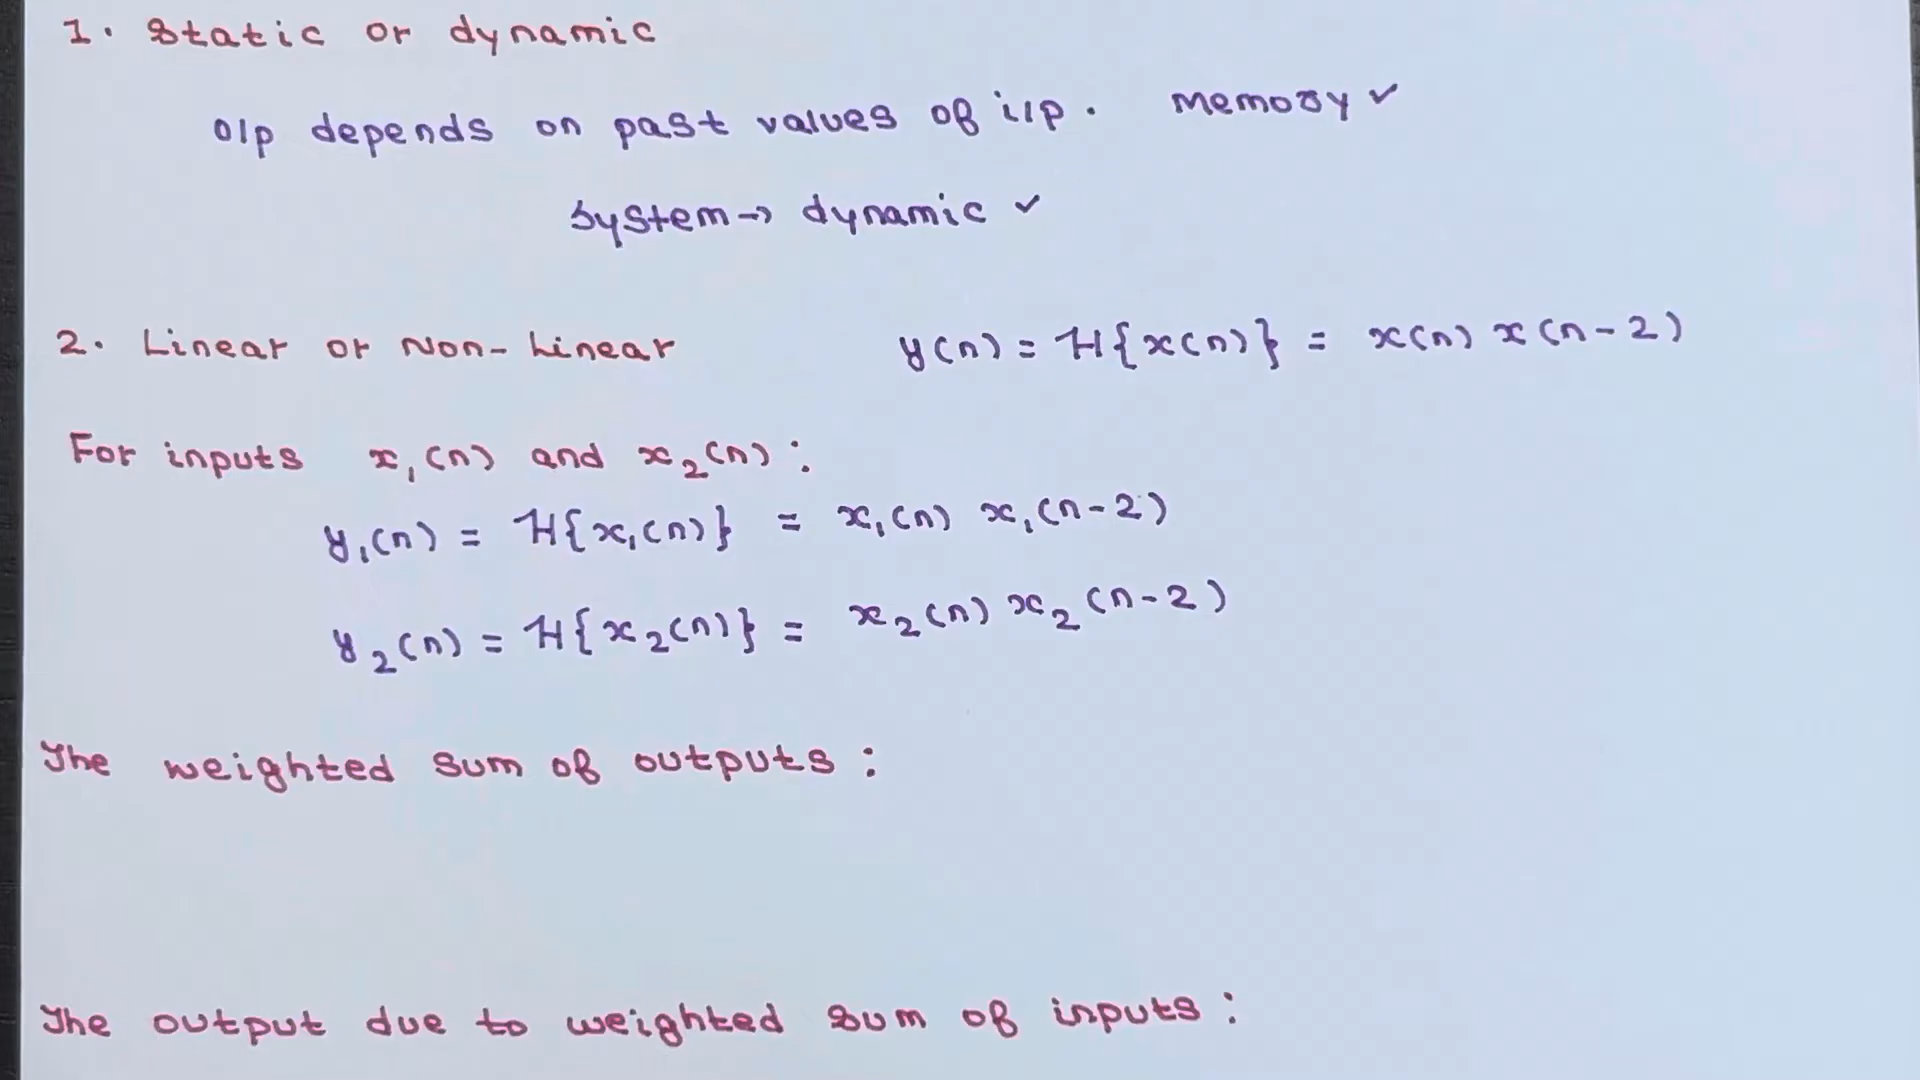 1. Static or dynamic
o/p depends on past values of i/p. Memory ✓
System → dynamic ✓
2. Linear or Non-Linear y(n) = H{x(n)} = x(n) x(n-2)
For inputs x₁(n) and x₂(n):
y₁(n) = H{x₁(n)} = x₁(n) x₁(n-2)
y₂(n) = H{x₂(n)} = x₂(n) x₂(n-2)
The weighted sum of outputs:
The output due to weighted sum of inputs: